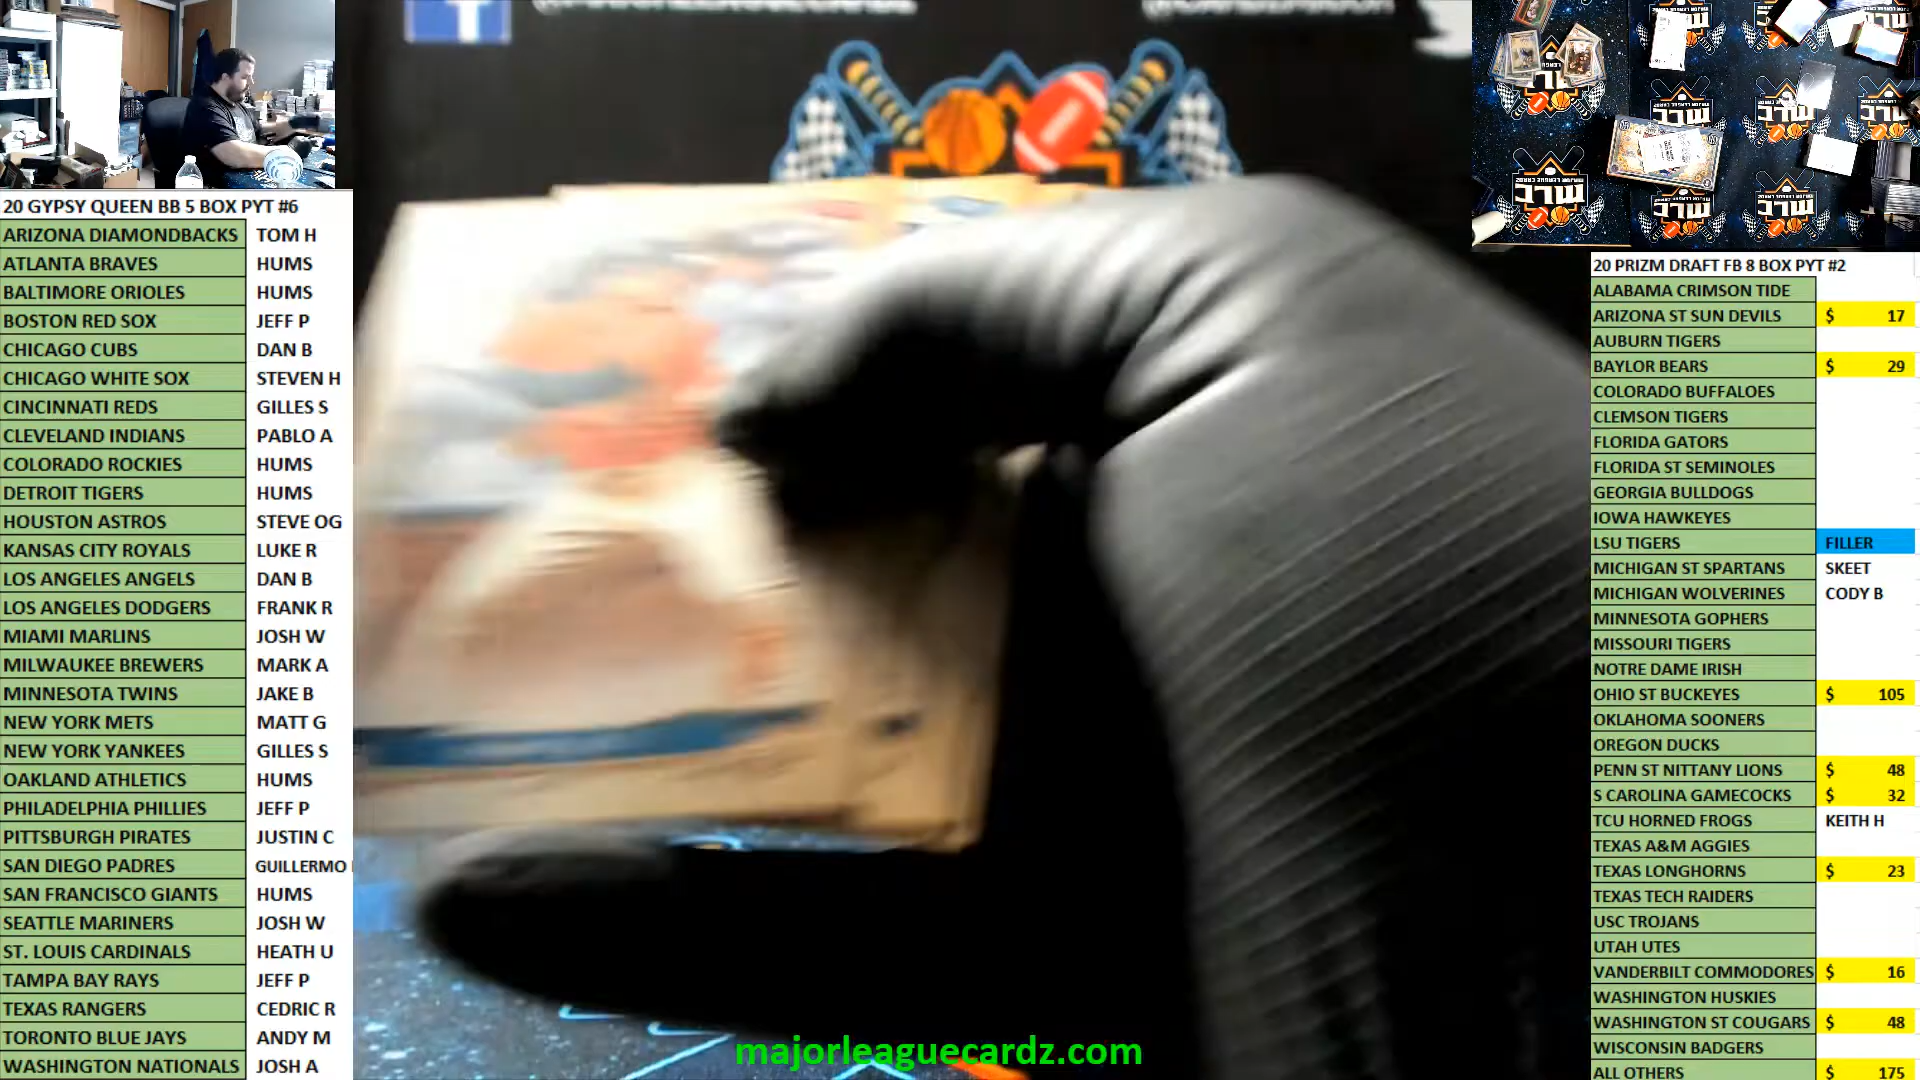 20 GYPSY QUEEN BB 5 BOX PYT #6
ARIZONA DIAMONDBACKS TOM H
ATLANTA BRAVES HUMS
BALTIMORE ORIOLES HUMS
BOSTON RED SOX JEFF P
CHICAGO CUBS DAN B
CHICAGO WHITE SOX STEVEN H
CINCINNATI REDS GILLES S
CLEVELAND INDIANS PABLO A
COLORADO ROCKIES HUMS
DETROIT TIGERS HUMS
HOUSTON ASTROS STEVE OG
KANSAS CITY ROYALS LUKE R
LOS ANGELES ANGELS DAN B
LOS ANGELES DODGERS FRANK R
MIAMI MARLINS JOSH W
MILWAUKEE BREWERS MARK A
MINNESOTA TWINS JAKE B
NEW YORK METS MATT G
NEW YORK YANKEES GILLES S
OAKLAND ATHLETICS HUMS
PHILADELPHIA PHILLIES JEFF P
PITTSBURGH PIRATES JUSTIN C
SAN DIEGO PADRES GUILLERMO
SAN FRANCISCO GIANTS HUMS
SEATTLE MARINERS JOSH W
ST. LOUIS CARDINALS HEATH U
TAMPA BAY RAYS JEFF P
TEXAS RANGERS CEDRIC R
TORONTO BLUE JAYS ANDY M
WASHINGTON NATIONALS JOSH A
majorleaguecardz.com
20 PRIZM DRAFT FB 8 BOX PYT #2
ALABAMA CRIMSON TIDE
ARIZONA ST SUN DEVILS $ 17
AUBURN TIGERS
BAYLOR BEARS $ 29
COLORADO BUFFALOES
CLEMSON TIGERS
FLORIDA GATORS
FLORIDA ST SEMINOLES
GEORGIA BULLDOGS
IOWA HAWKEYES
LSU TIGERS FILLER
MICHIGAN ST SPARTANS SKEET
MICHIGAN WOLVERINES CODY B
MINNESOTA GOPHERS
MISSOURI TIGERS
NOTRE DAME IRISH
OHIO ST BUCKEYES $ 105
OKLAHOMA SOONERS
OREGON DUCKS
PENN ST NITTANY LIONS $ 48
S CAROLINA GAMECOCKS $ 32
TCU HORNED FROGS KEITH H
TEXAS A&M AGGIES
TEXAS LONGHORNS $ 23
TEXAS TECH RAIDERS
USC TROJANS
UTAH UTES
VANDERBILT COMMODORES $ 16
WASHINGTON HUSKIES
WASHINGTON ST COUGARS $ 48
WISCONSIN BADGERS
ALL OTHERS $ 175